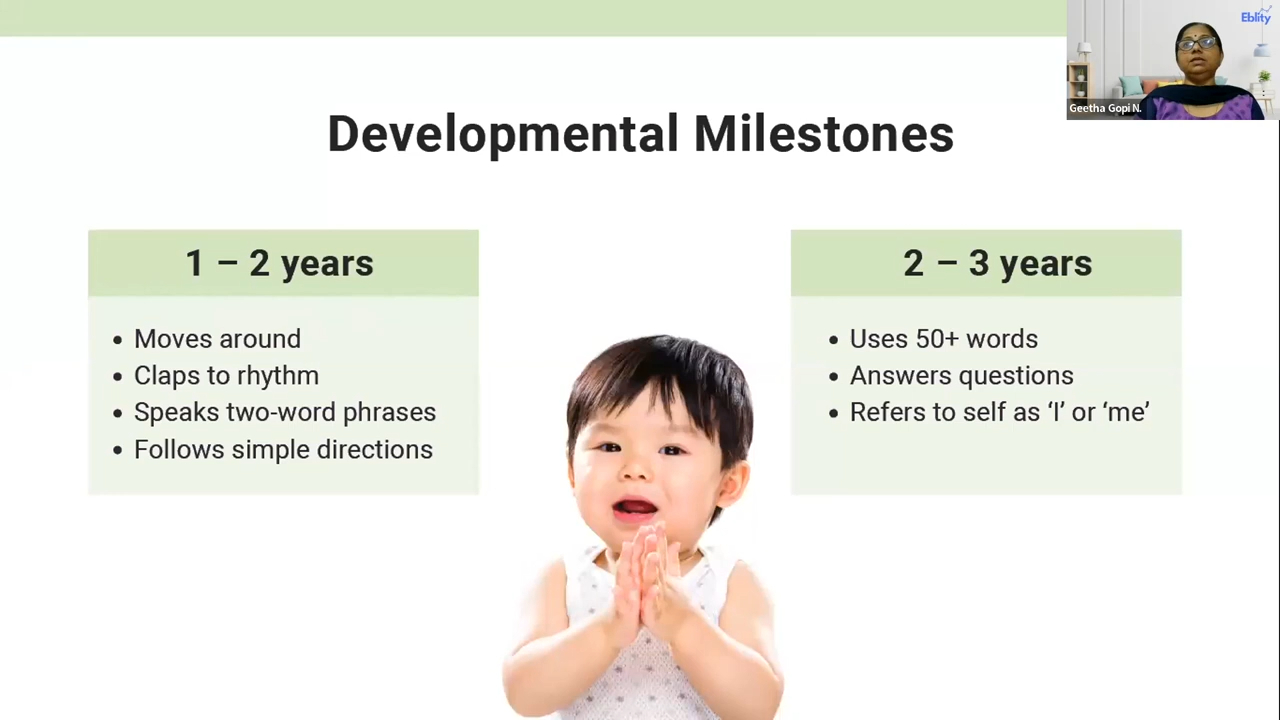 Eblity
Geetha Gopi N.
Developmental Milestones
1 – 2 years
• Moves around
• Claps to rhythm
• Speaks two-word phrases
• Follows simple directions
2 – 3 years
• Uses 50+ words
• Answers questions
• Refers to self as ‘I’ or ‘me’